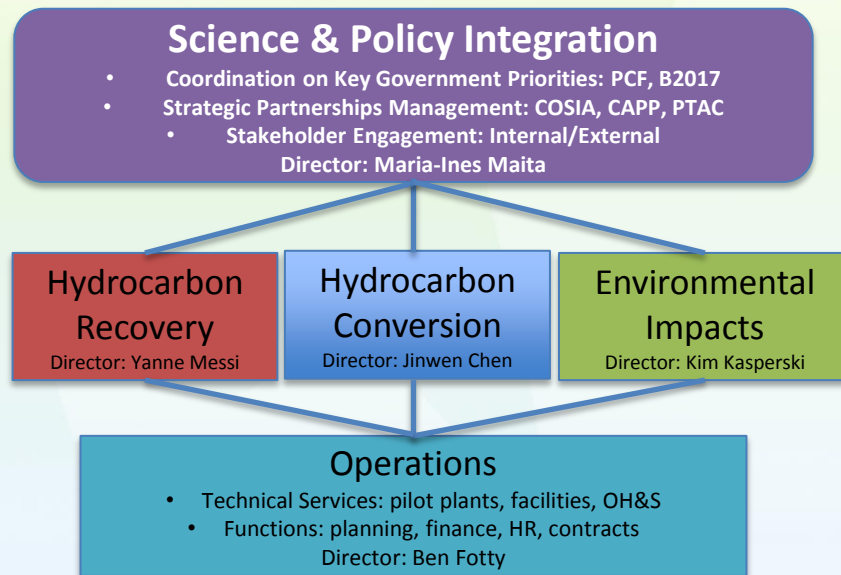 Science & Policy Integration
• Coordination on Key Government Priorities: PCF, B2017
• Strategic Partnerships Management: COSIA, CAPP, PTAC
• Stakeholder Engagement: Internal/External
Director: Maria-Ines Maita
Hydrocarbon
Recovery
Director: Yanne Messi
Hydrocarbon
Conversion
Director: Jinwen Chen
Environmental
Impacts
Director: Kim Kasperski
Operations
• Technical Services: pilot plants, facilities, OH&S
• Functions: planning, finance, HR, contracts
Director: Ben Fotty